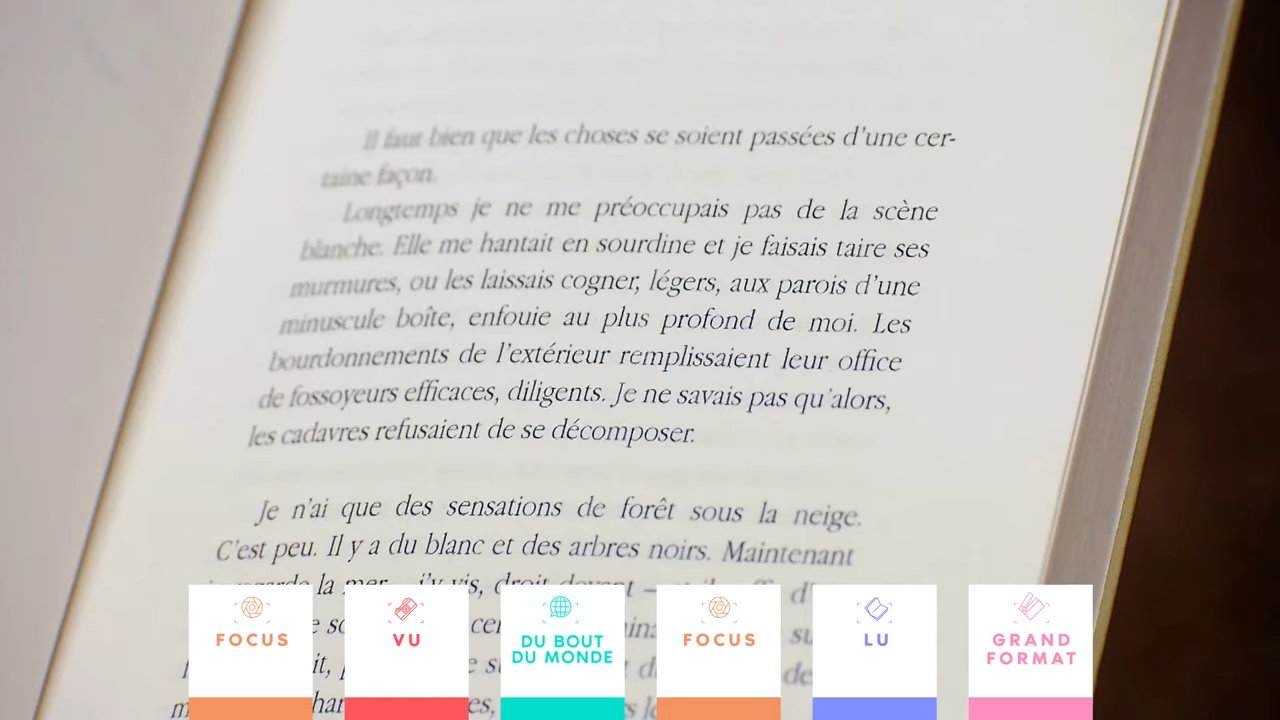 Il faut bien que les choses se soient passées d'une cer-
taine façon.
Longtemps je ne me préoccupais pas de la scène
blanche. Elle me hantait en sourdine et je faisais taire ses
murmures, ou les laissais cogner, légers, aux parois d'une
minuscule boîte, enfouie au plus profond de moi. Les
bourdonnements de l'extérieur remplissaient leur office
de fossoyeurs efficaces, diligents. Je ne savais pas qu'alors,
les cadavres refusaient de se décomposer.
Je n'ai que des sensations de forêt sous la neige.
C'est peu. Il y a du blanc et des arbres noirs. Maintenant
la mer – j'y vis, droit devant –
FOCUS
VU
DU BOUT
DU MONDE
FOCUS
LU
GRAND
FORMAT